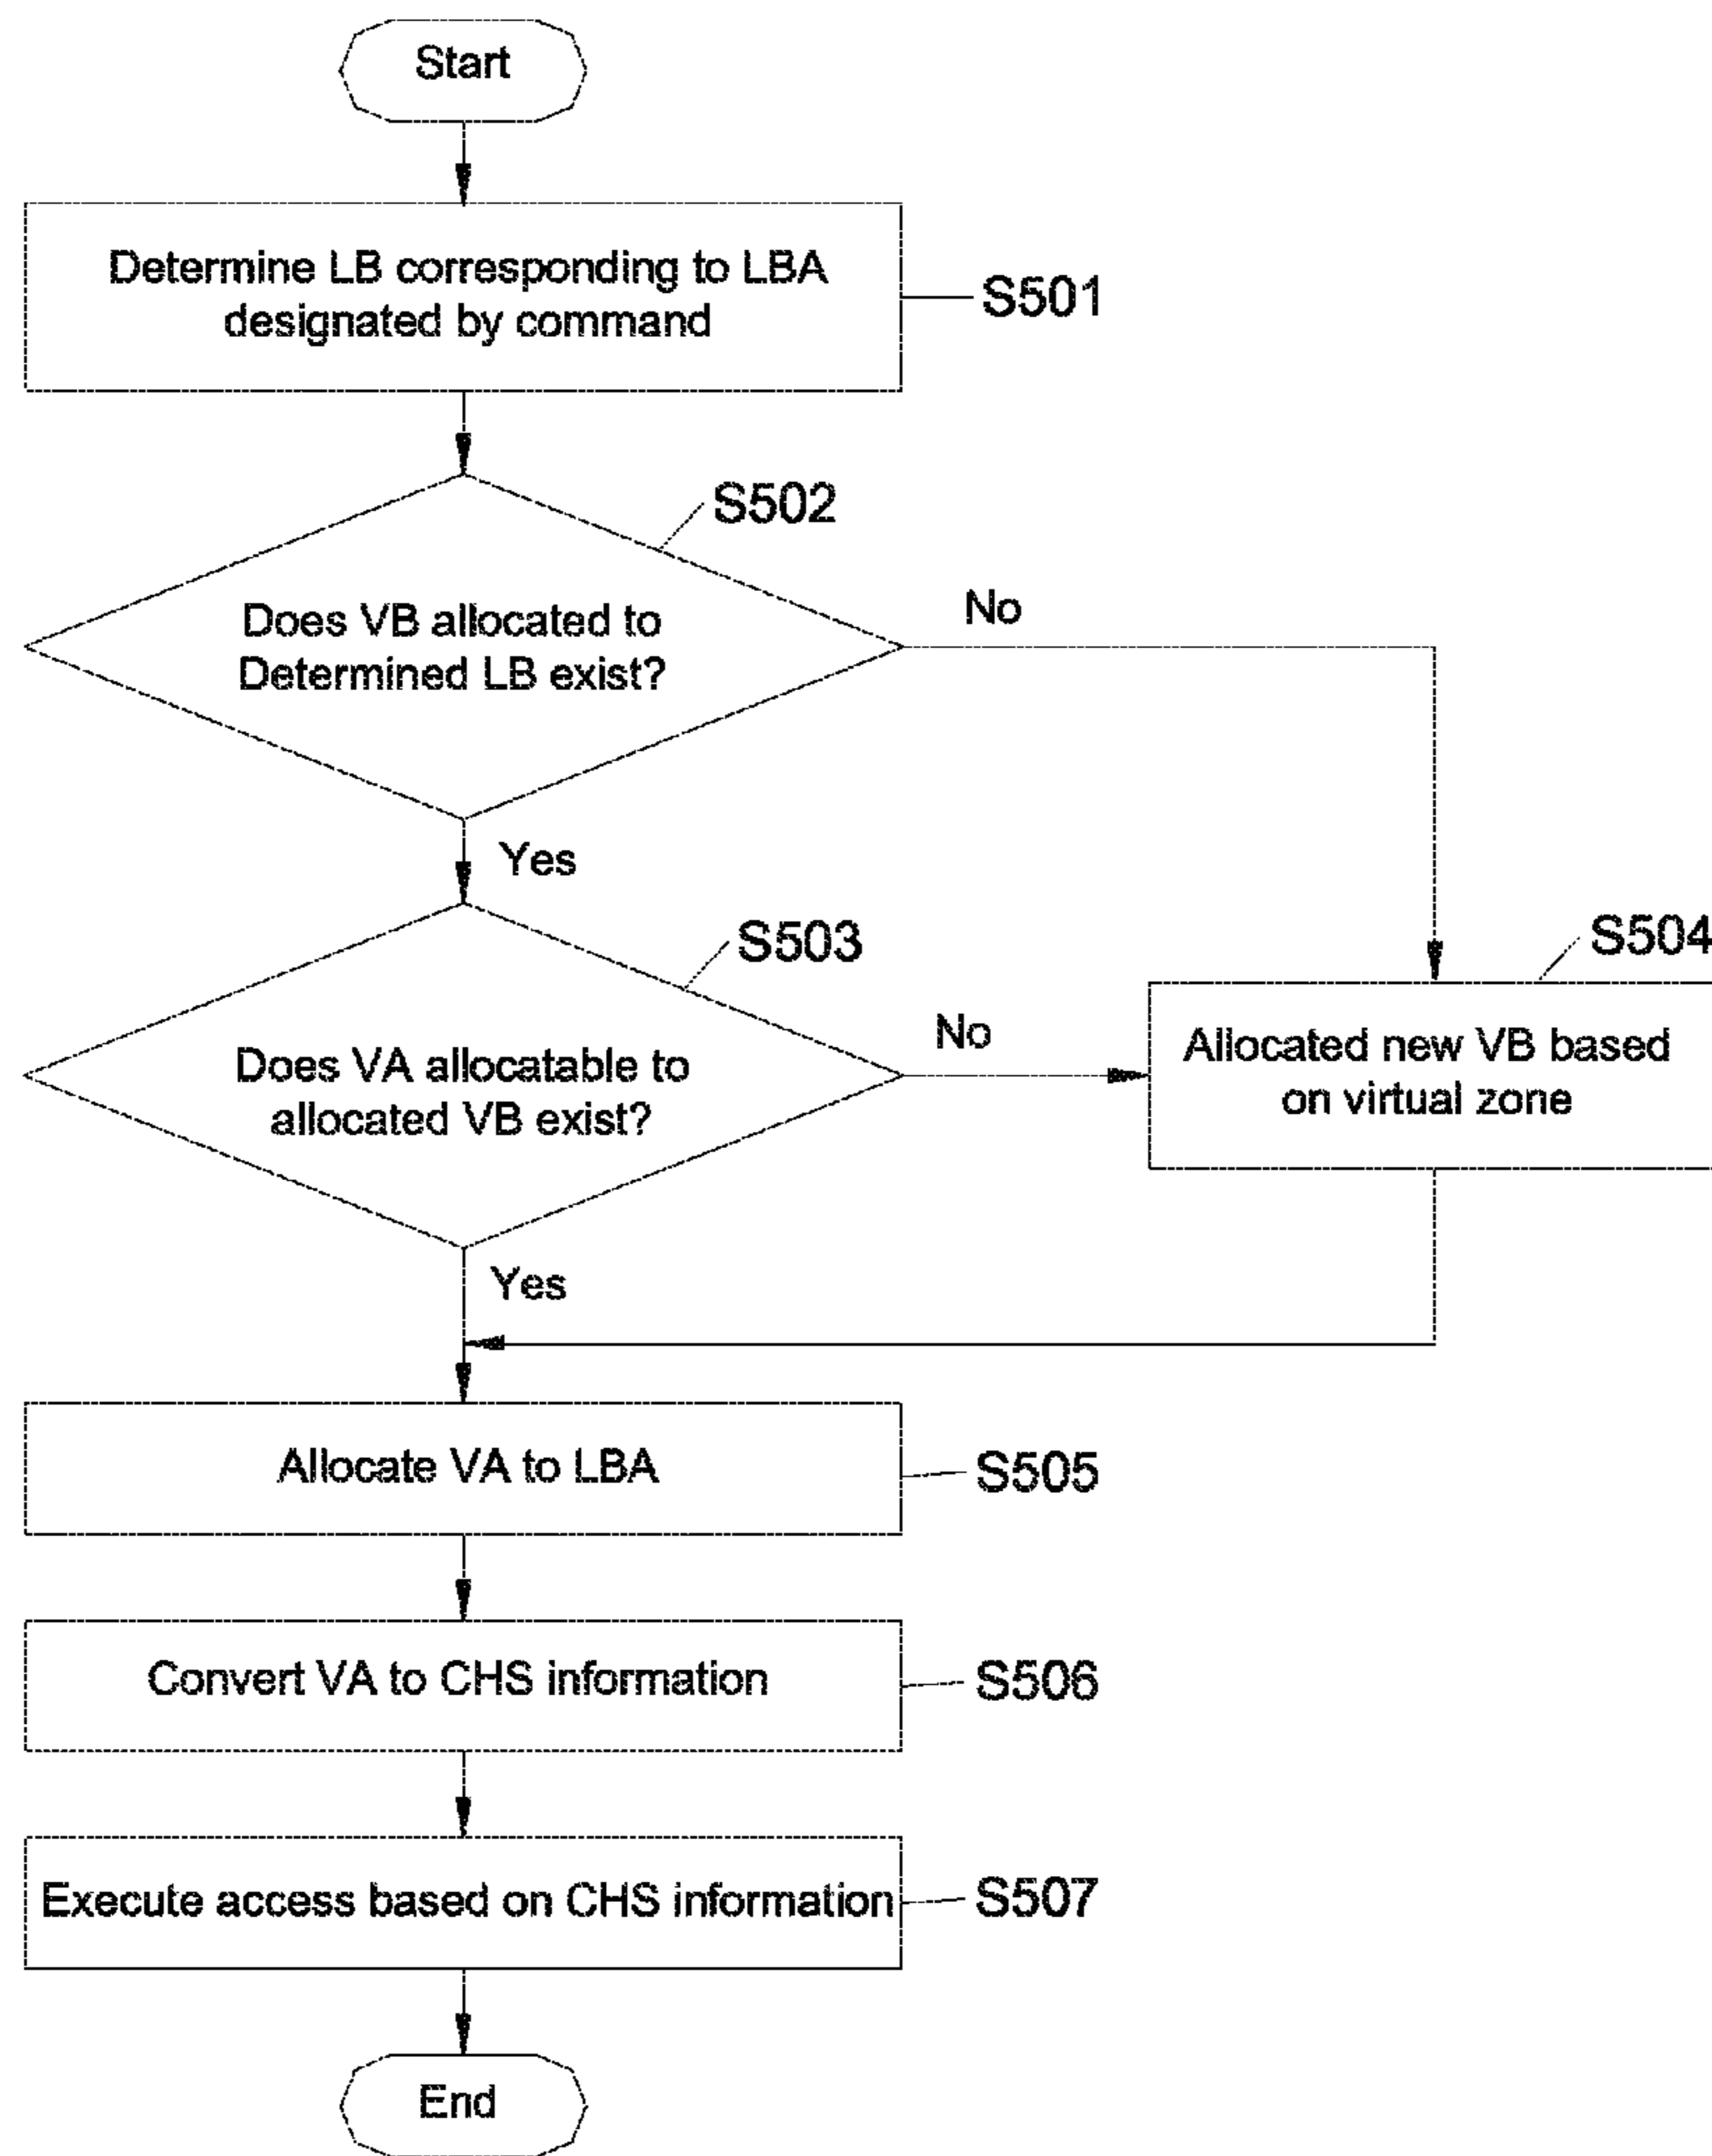 Start
Determine LB corresponding to LBA
designated by command
S501
S502
Does VB allocated to
Determined LB exist?
No
Yes
S503
Does VA allocatable to
allocated VB exist?
No
S504
Allocated new VB based
on virtual zone
Yes
Allocate VA to LBA
S505
Convert VA to CHS information
S506
Execute access based on CHS information
S507
End